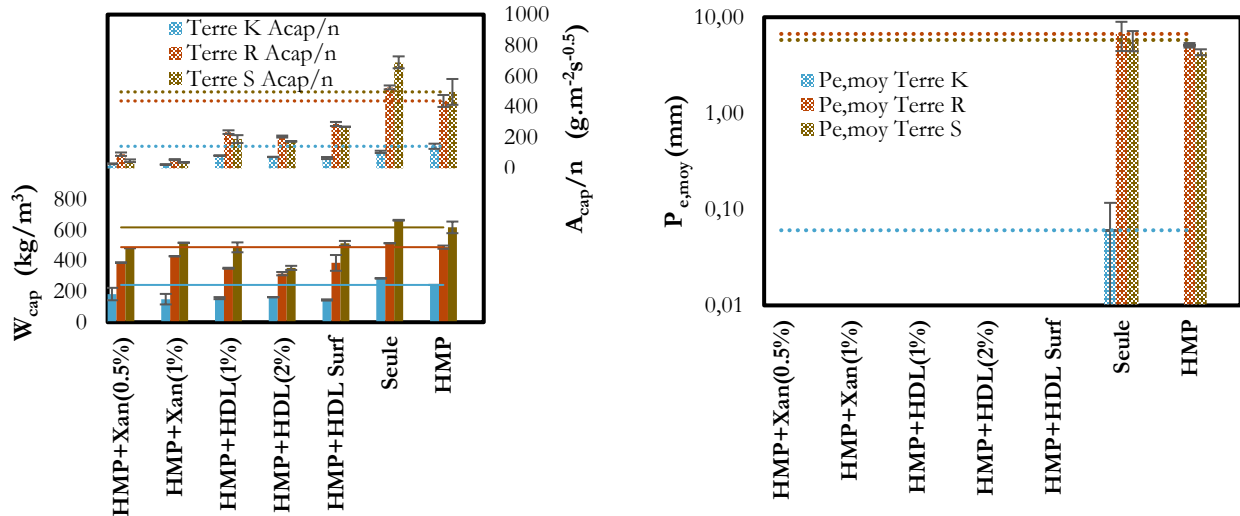 Terre K Acap/n
Terre R Acap/n
Terre S Acap/n
1000
800
600
400
200
0
A_cap/n (g.m^-2s^-0.5)
800
600
400
200
0
W_cap (kg/m^3)
HMP+Xan(0.5%)
HMP+Xan(1%)
HMP+HDL(1%)
HMP+HDL(2%)
HMP+HDL Surf
Seule
HMP
10,00
1,00
0,10
0,01
P_e,moy (mm)
Pe,moy Terre K
Pe,moy Terre R
Pe,moy Terre S
HMP+Xan(0.5%)
HMP+Xan(1%)
HMP+HDL(1%)
HMP+HDL(2%)
HMP+HDL Surf
Seule
HMP